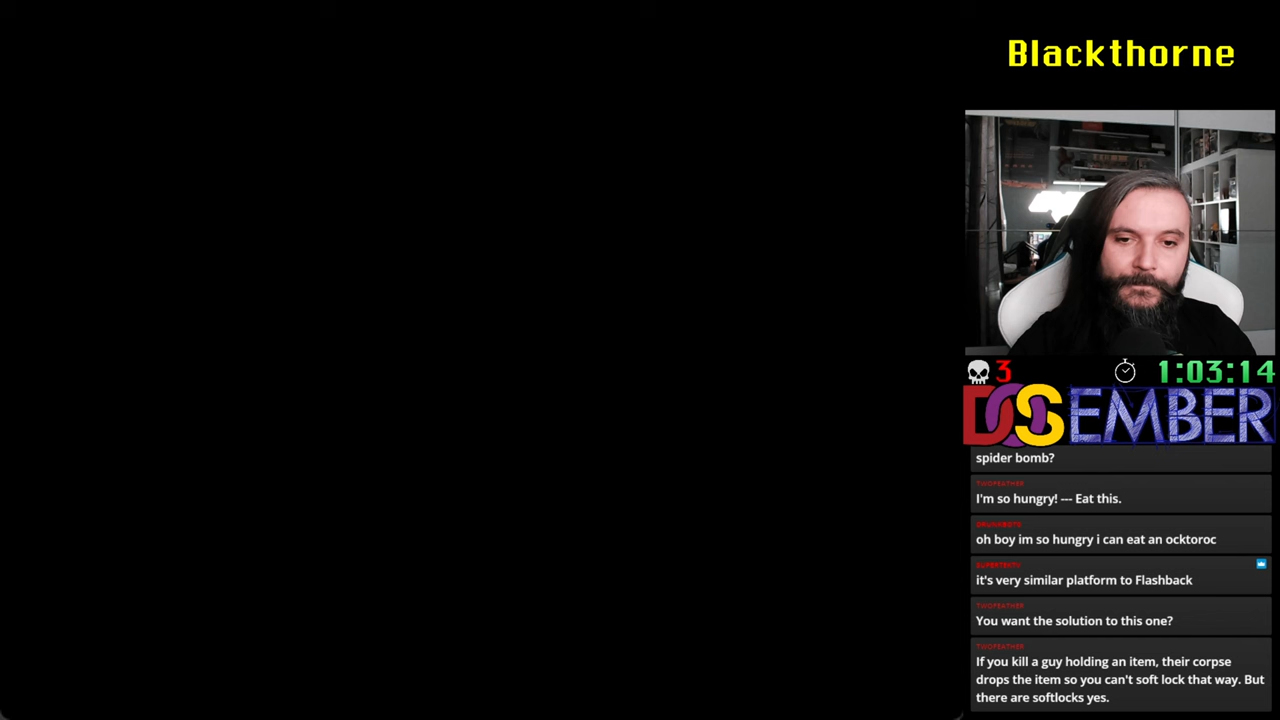 Blackthorne
3
1:03:14
DOSEMBER
spider bomb?
TWOFEATHER
I'm so hungry! --- Eat this.
oh boy im so hungry i can eat an ocktoroc
it's very similar platform to Flashback
TWOFEATHER
You want the solution to this one?
TWOFEATHER
If you kill a guy holding an item, their corpse
drops the item so you can't soft lock that way. But
there are softlocks yes.